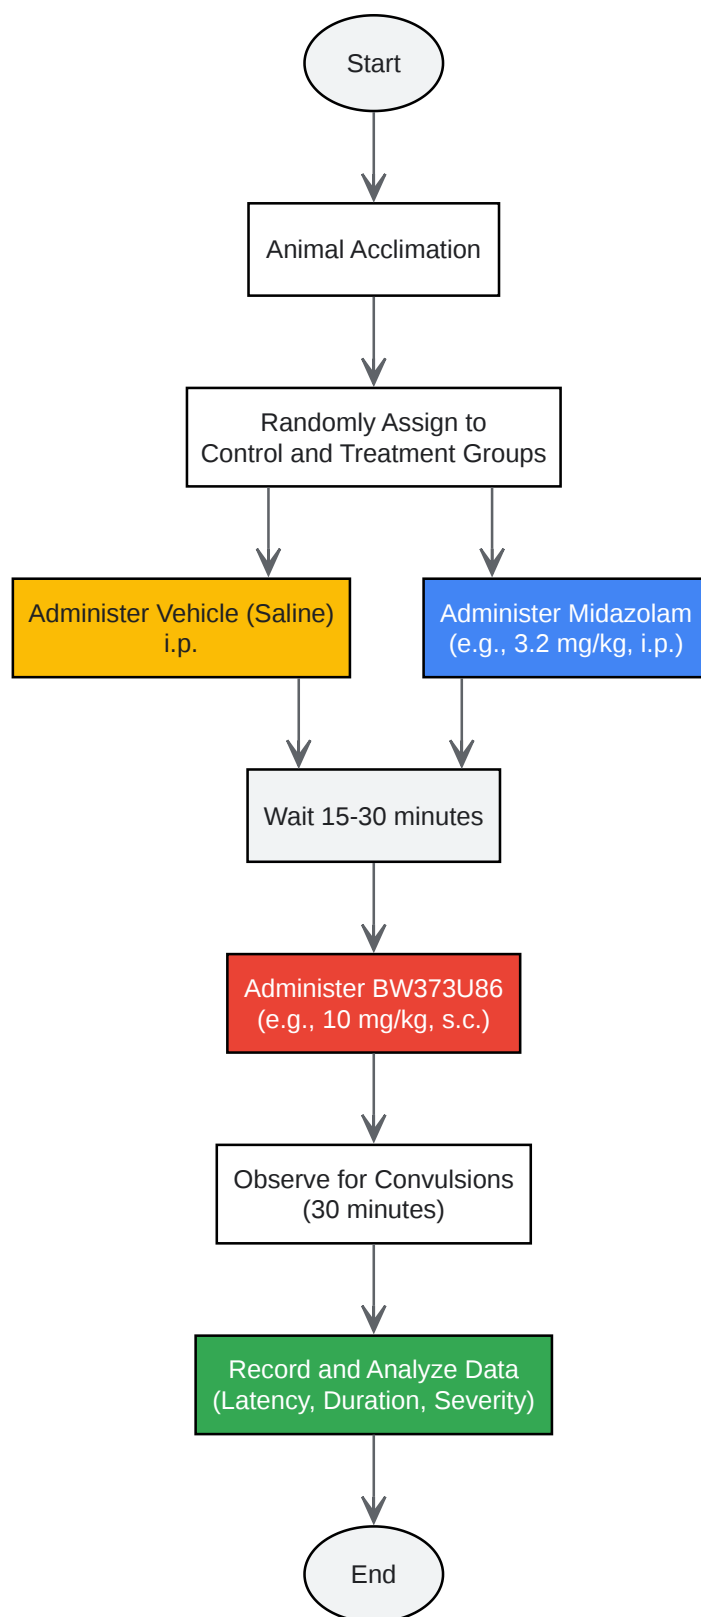 Start
Animal Acclimation
Randomly Assign to
Control and Treatment Groups
Administer Vehicle (Saline)
i.p.
Administer Midazolam
(e.g., 3.2 mg/kg, i.p.)
Wait 15-30 minutes
Administer BW373U86
(e.g., 10 mg/kg, s.c.)
Observe for Convulsions
(30 minutes)
Record and Analyze Data
(Latency, Duration, Severity)
End